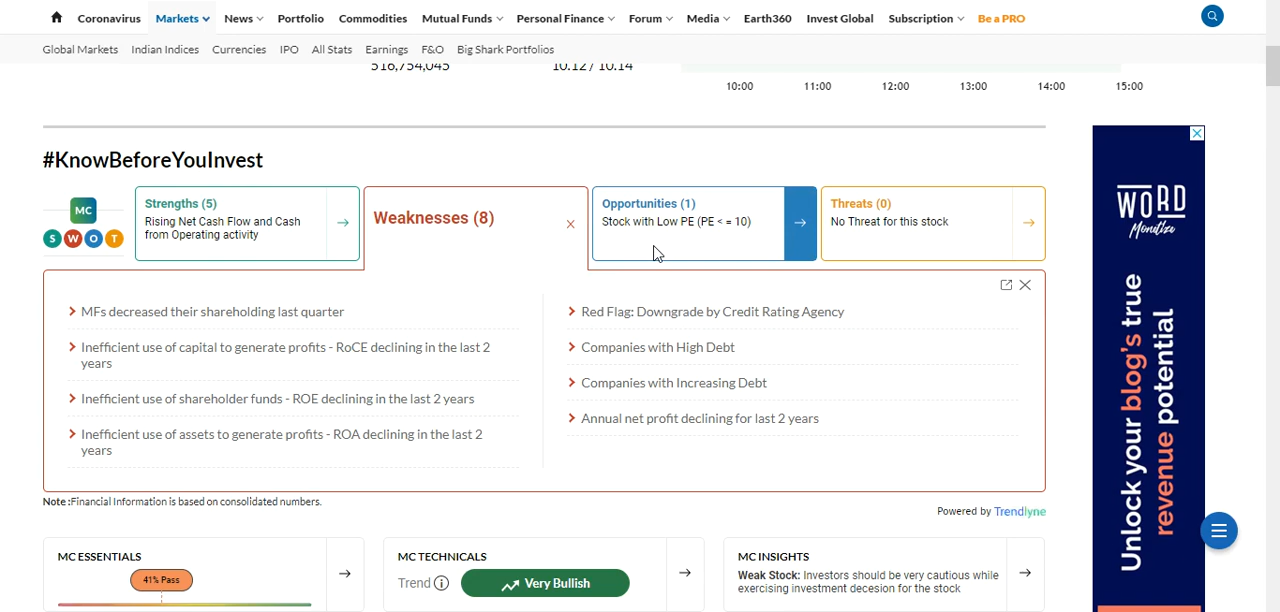 Coronavirus Markets News Portfolio Commodities Mutual Funds Personal Finance Forum Media Earth360 Invest Global Subscription Be a PRO
Global Markets Indian Indices Currencies IPO All Stats Earnings F&O Big Shark Portfolios
516,754,045 10.12 / 10.14
10:00 11:00 12:00 13:00 14:00 15:00
#KnowBeforeYouInvest
MC
S W O T
Strengths (5)
Rising Net Cash Flow and Cash
from Operating activity
Weaknesses (8)
Opportunities (1)
Stock with Low PE (PE < = 10)
Threats (0)
No Threat for this stock
MFs decreased their shareholding last quarter
Inefficient use of capital to generate profits - RoCE declining in the last 2
years
Inefficient use of shareholder funds - ROE declining in the last 2 years
Inefficient use of assets to generate profits - ROA declining in the last 2
years
Red Flag: Downgrade by Credit Rating Agency
Companies with High Debt
Companies with Increasing Debt
Annual net profit declining for last 2 years
Note :Financial Information is based on consolidated numbers.
Powered by Trendlyne
MC ESSENTIALS
41% Pass
MC TECHNICALS
Trend Very Bullish
MC INSIGHTS
Weak Stock: Investors should be very cautious while
exercising investment decesion for the stock
WORD
Monetize
Unlock your blog's true
revenue potential